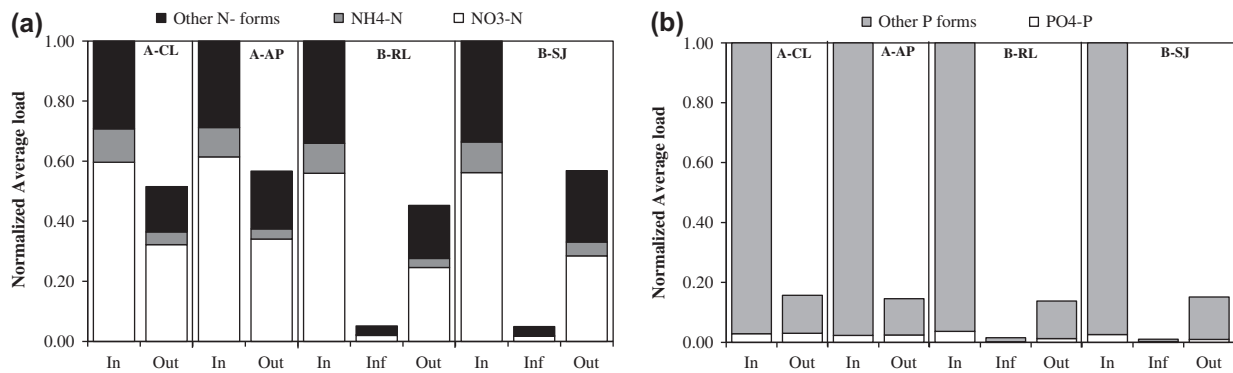 (a)
Other N- forms NH4-N NO3-N
Normalized Average load
1.00
0.80
0.60
0.40
0.20
0.00
A-CL A-AP B-RL B-SJ
In Out In Out In Inf Out In Inf Out
(b)
Other P forms PO4-P
Normalized Average load
1.00
0.80
0.60
0.40
0.20
0.00
A-CL A-AP B-RL B-SJ
In Out In Out In Inf Out In Inf Out